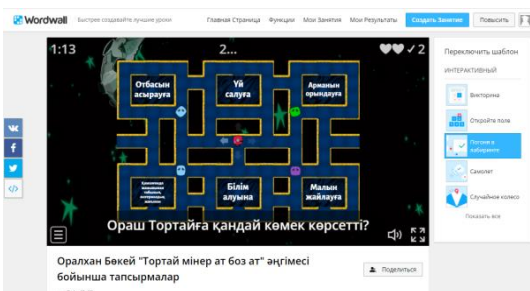 Wordwall Быстрее создавайте лучшие уроки Главная Страница Функции Мои Занятия Мои Результаты Создать Занятие Повысить
1:13 2... 2
Отбасын асырауға
Үй салуға
Арманын орындауға
Білім алуына
Малын жайлауға
Ораш Тортайға қандай көмек көрсетті?
Переключить шаблон
ИНТЕРАКТИВНЫЙ
Викторина
Откройте поле
Погоня в лабиринте
Самолет
Случайное колесо
Показать все
Оралхан Бөкей "Тортай мінер ат боз ат" әңгімесі
бойынша тапсырмалар
Поделиться